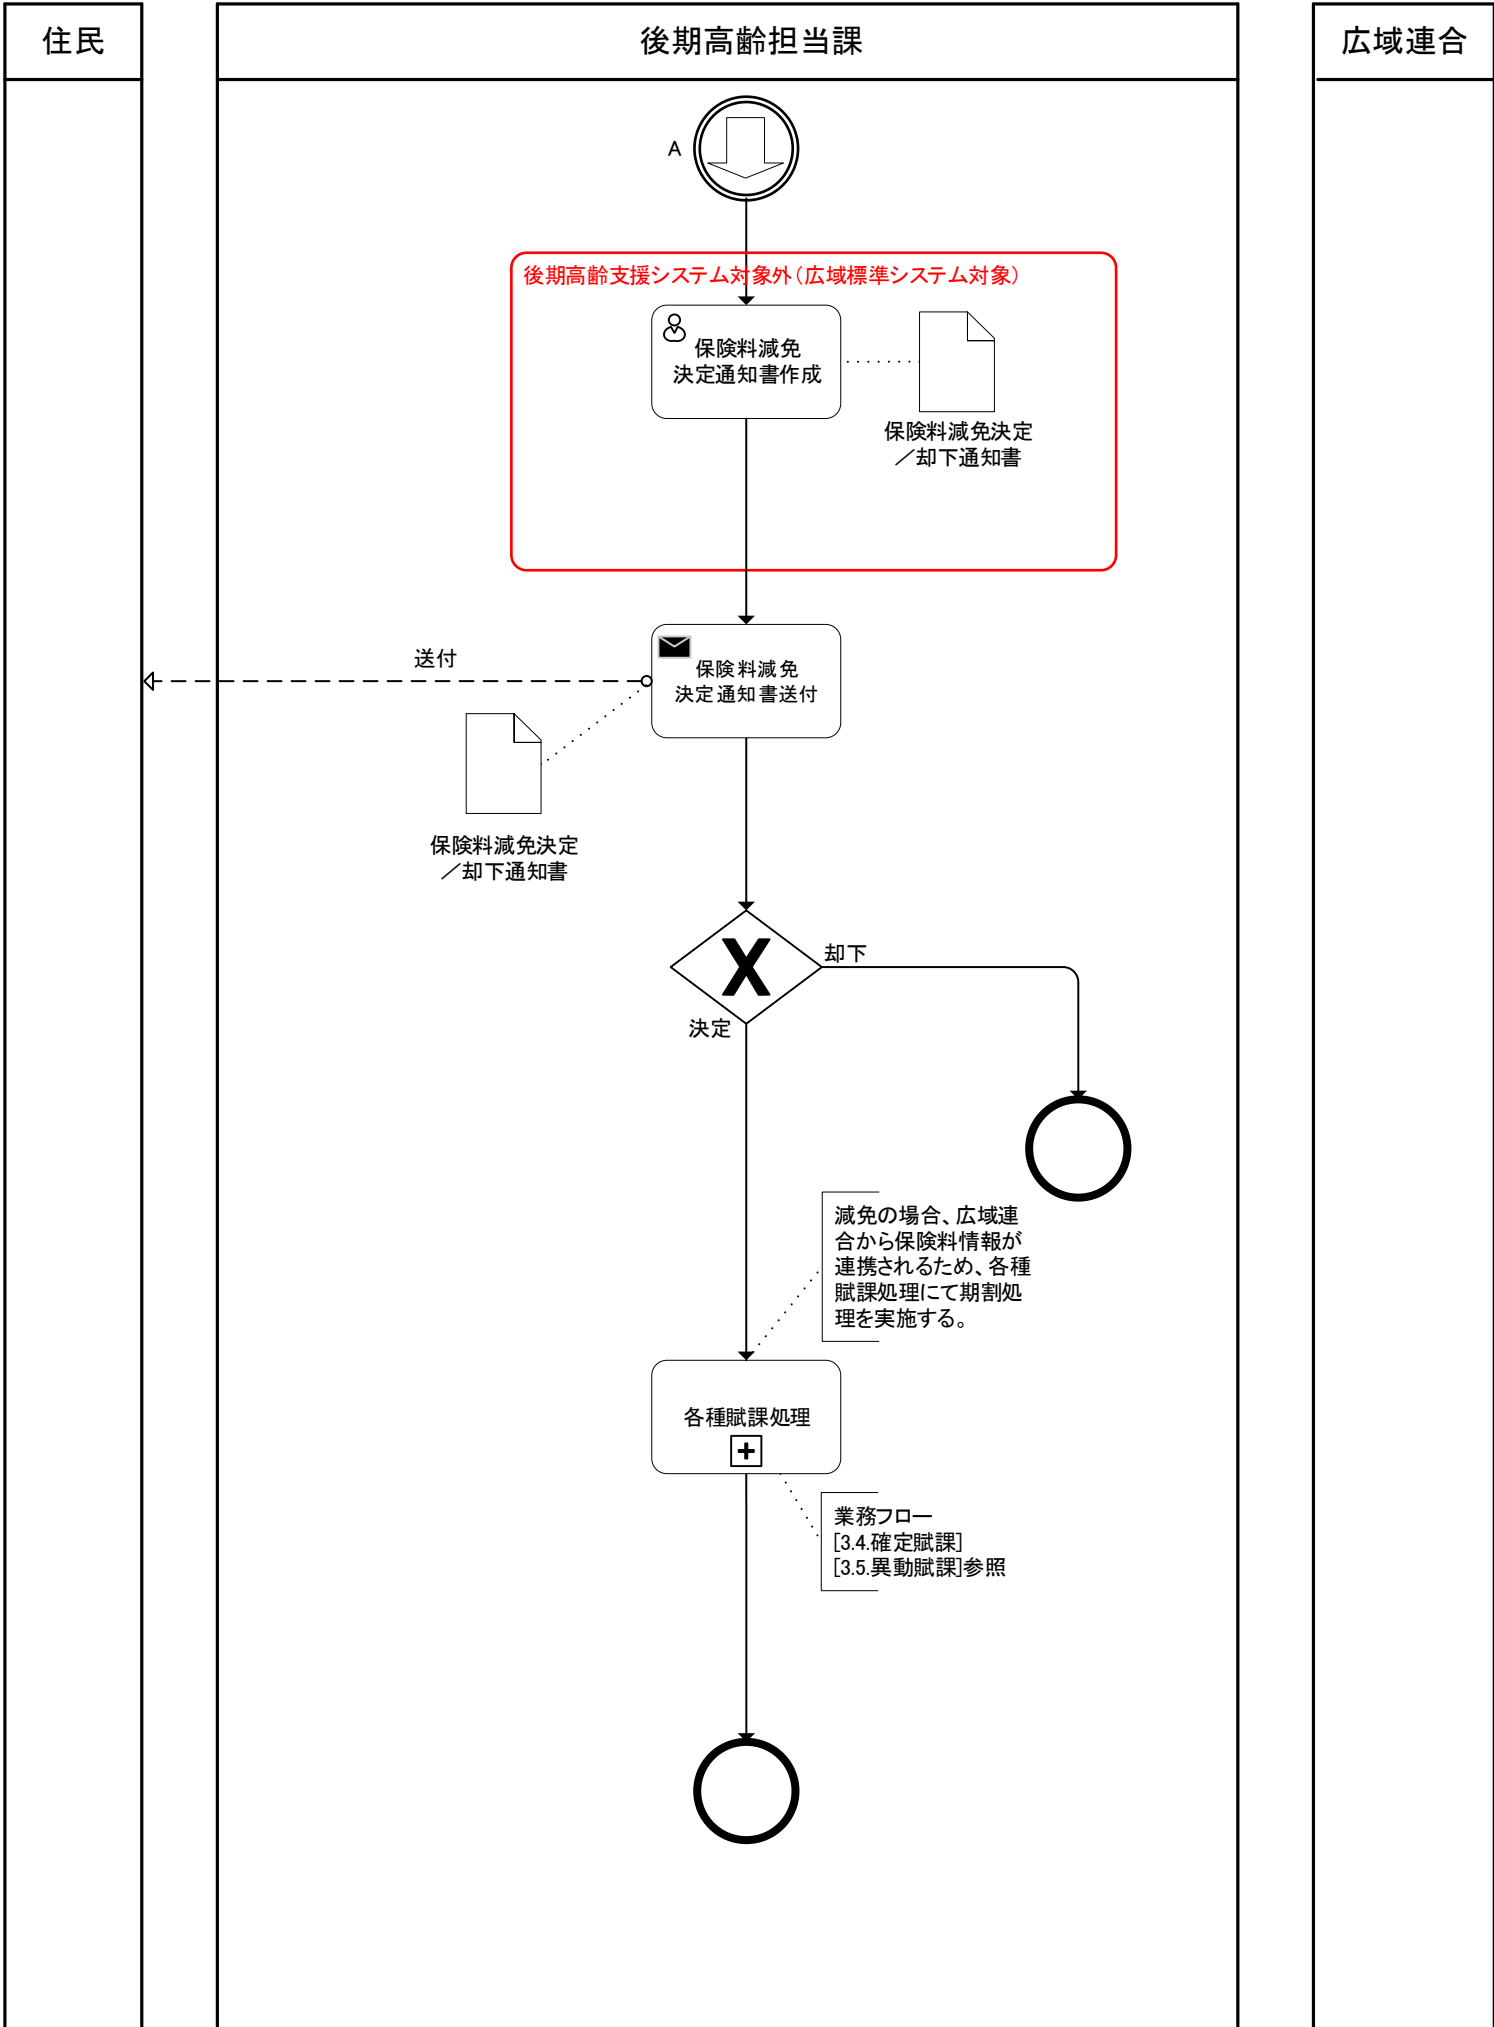 住民
後期高齢担当課
広域連合
A
後期高齢支援システム対象外（広域標準システム対象）
保険料減免
決定通知書作成
保険料減免決定
／却下通知書
送付
保険料減免
決定通知書送付
保険料減免決定
／却下通知書
却下
決定
減免の場合、広域連
合から保険料情報が
連携されるため、各種
賦課処理にて期割処
理を実施する。
各種賦課処理
業務フロー
[3.4.確定賦課]
[3.5.異動賦課]参照